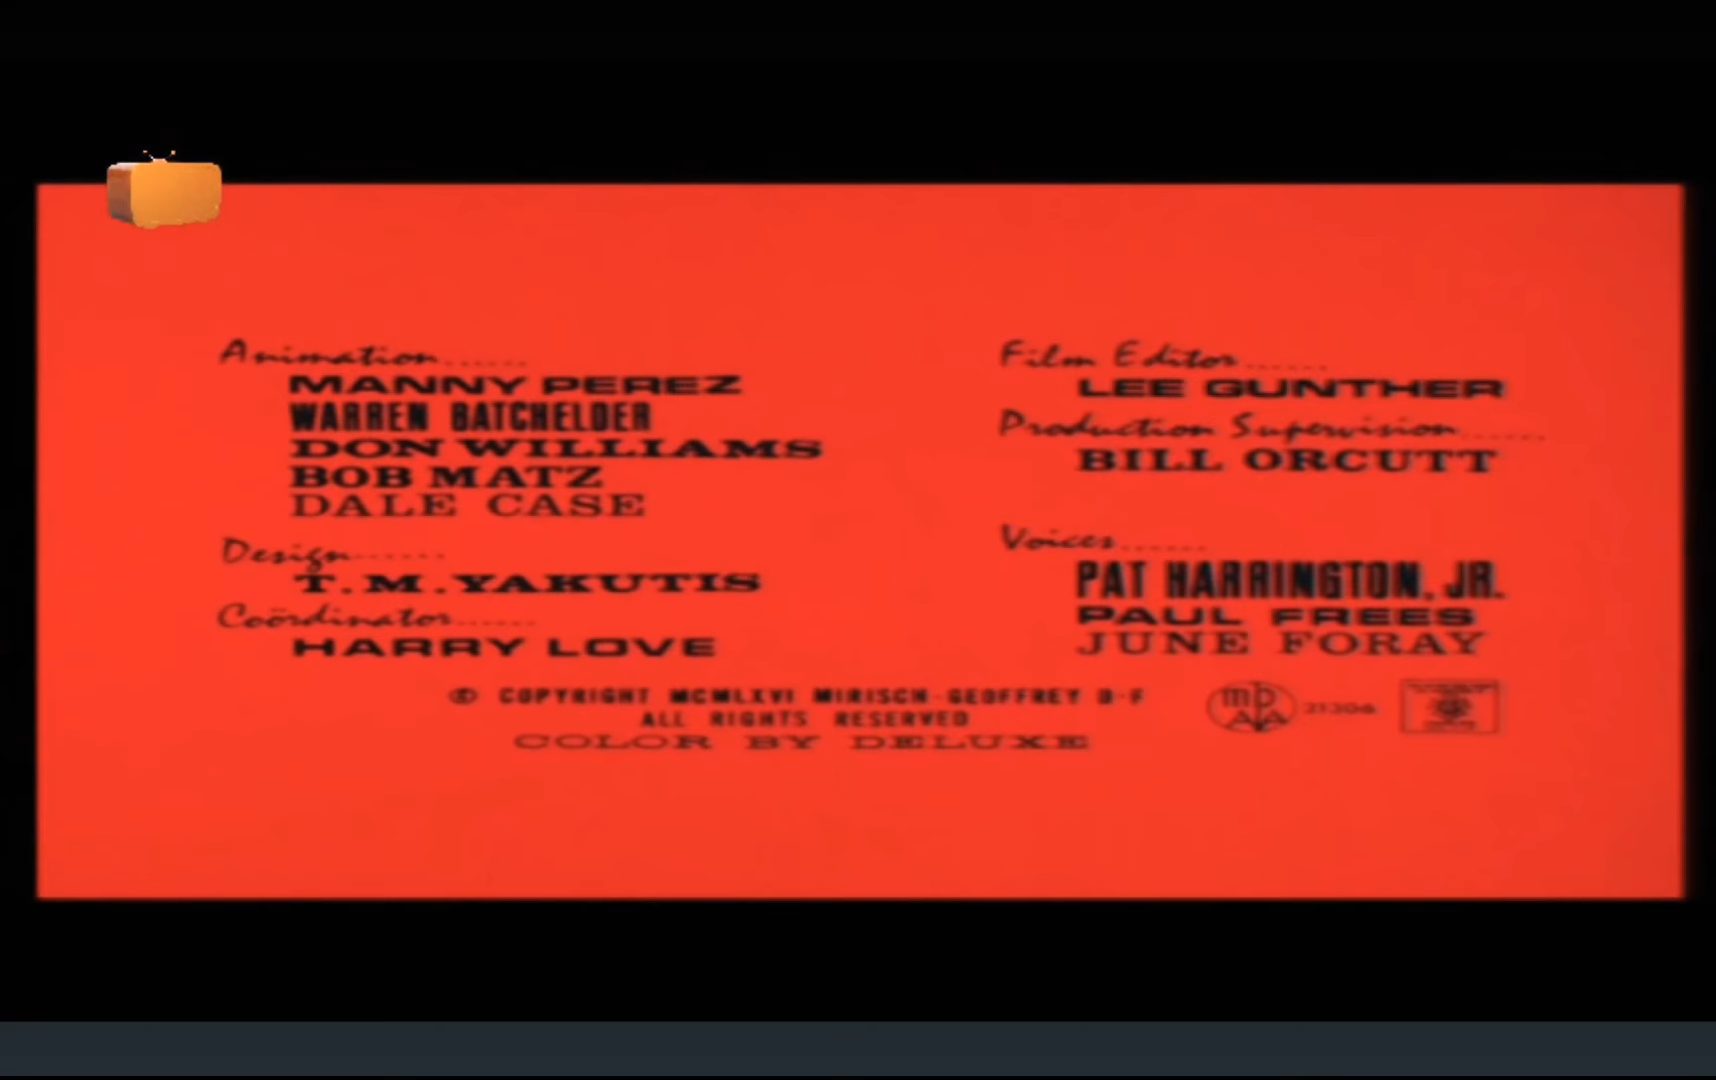 Animation......
MANNY PEREZ
WARREN BATCHELDER
DON WILLIAMS
BOB MATZ
DALE CASE
Design......
T.M.YAKUTIS
Coördinator......
HARRY LOVE
Film Editor......
LEE GUNTHER
Production Supervision......
BILL ORCUTT
Voices......
PAT HARRINGTON, JR.
PAUL FREES
JUNE FORAY
© COPYRIGHT MCMLXVI MIRISCH-GEOFFREY D-F
ALL RIGHTS RESERVED
COLOR BY DELUXE
MPAA 21306